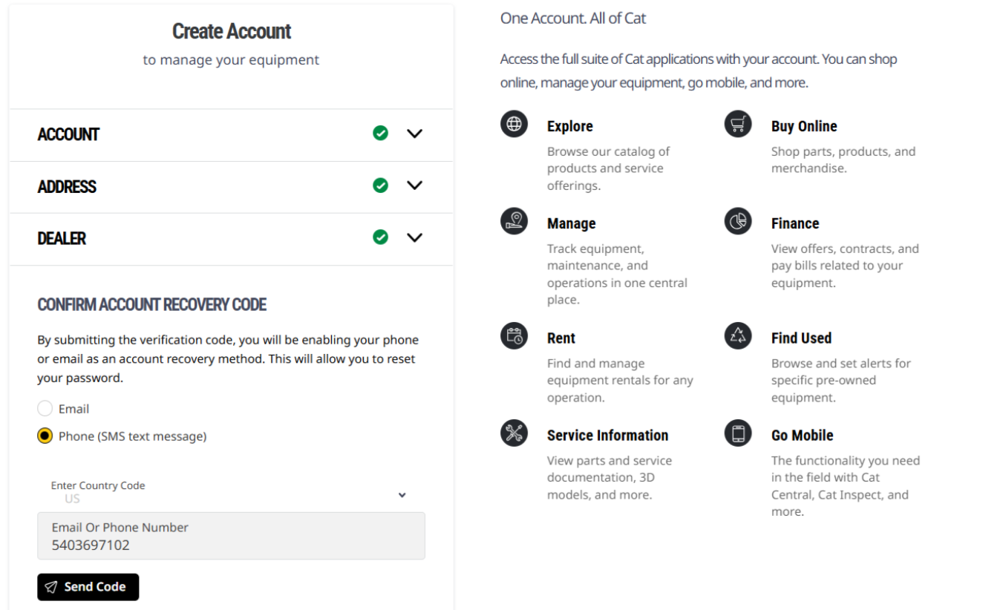 Create Account
to manage your equipment
ACCOUNT
ADDRESS
DEALER
CONFIRM ACCOUNT RECOVERY CODE
By submitting the verification code, you will be enabling your phone
or email as an account recovery method. This will allow you to reset
your password.
Email
Phone (SMS text message)
Enter Country Code
US
Email Or Phone Number
5403697102
Send Code
One Account. All of Cat
Access the full suite of Cat applications with your account. You can shop
online, manage your equipment, go mobile, and more.
Explore
Browse our catalog of
products and service
offerings.
Buy Online
Shop parts, products, and
merchandise.
Manage
Track equipment,
maintenance, and
operations in one central
place.
Finance
View offers, contracts, and
pay bills related to your
equipment.
Rent
Find and manage
equipment rentals for any
operation.
Find Used
Browse and set alerts for
specific pre-owned
equipment.
Service Information
View parts and service
documentation, 3D
models, and more.
Go Mobile
The functionality you need
in the field with Cat
Central, Cat Inspect, and
more.